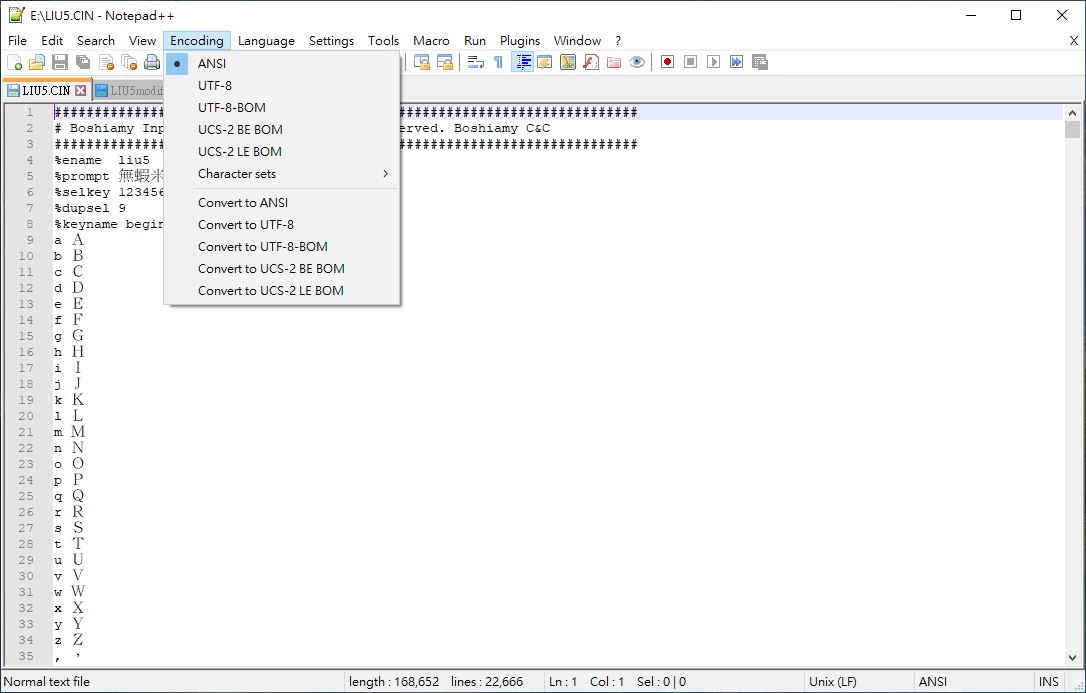 E:\LIU5.CIN - Notepad++
File Edit Search View Encoding Language Settings Tools Macro Run Plugins Window ? X
LIU5.CIN LIU5modif
ANSI
UTF-8
UTF-8-BOM
UCS-2 BE BOM
UCS-2 LE BOM
Character sets
Convert to ANSI
Convert to UTF-8
Convert to UTF-8-BOM
Convert to UCS-2 BE BOM
Convert to UCS-2 LE BOM
1 ############## ##############################
2 # Boshiamy Inp erved. Boshiamy C&C
3 ############## ##############################
4 %ename liu5
5 %prompt 無蝦米
6 %selkey 123456
7 %dupsel 9
8 %keyname begin
9 a A
10 b B
11 c C
12 d D
13 e E
14 f F
15 g G
16 h H
17 i I
18 j J
19 k K
20 l L
21 m M
22 n N
23 o O
24 p P
25 q Q
26 r R
27 s S
28 t T
29 u U
30 v V
31 w W
32 x X
33 y Y
34 z Z
35 , ’
Normal text file length : 168,652 lines : 22,666 Ln : 1 Col : 1 Sel : 0 | 0 Unix (LF) ANSI INS